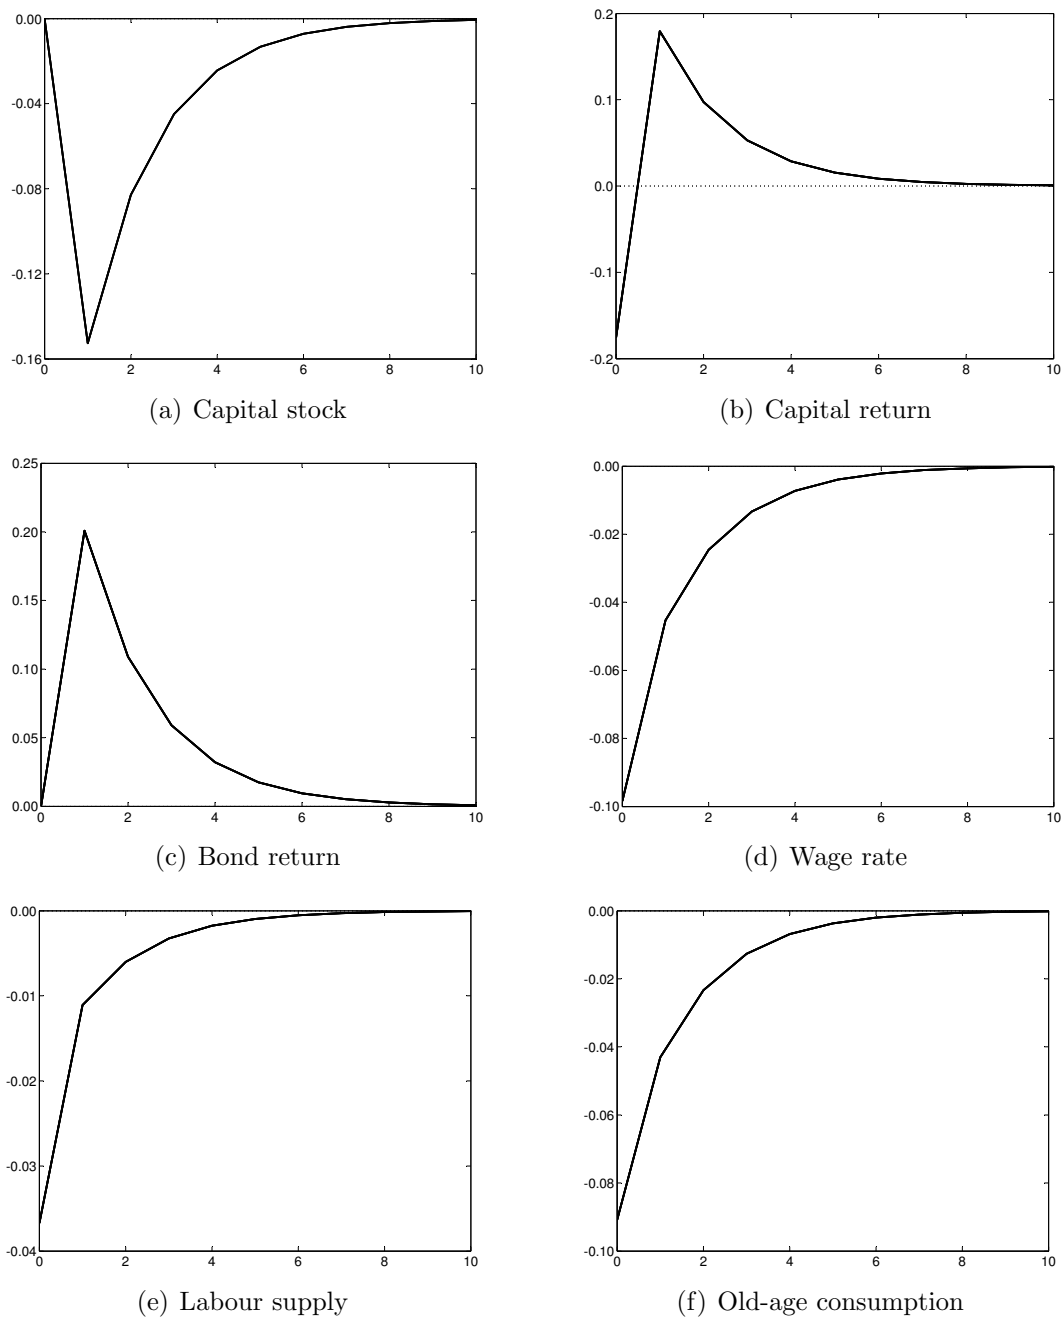 0.00
-0.04
-0.08
-0.12
-0.16
0 2 4 6 8 10
(a) Capital stock
0.2
0.1
0.0
-0.1
-0.2
0 2 4 6 8 10
(b) Capital return
0.25
0.20
0.15
0.10
0.05
0.00
0 2 4 6 8 10
(c) Bond return
0.00
-0.02
-0.04
-0.06
-0.08
-0.10
0 2 4 6 8 10
(d) Wage rate
0.00
-0.01
-0.02
-0.03
-0.04
0 2 4 6 8 10
(e) Labour supply
0.00
-0.02
-0.04
-0.06
-0.08
-0.10
0 2 4 6 8 10
(f) Old-age consumption